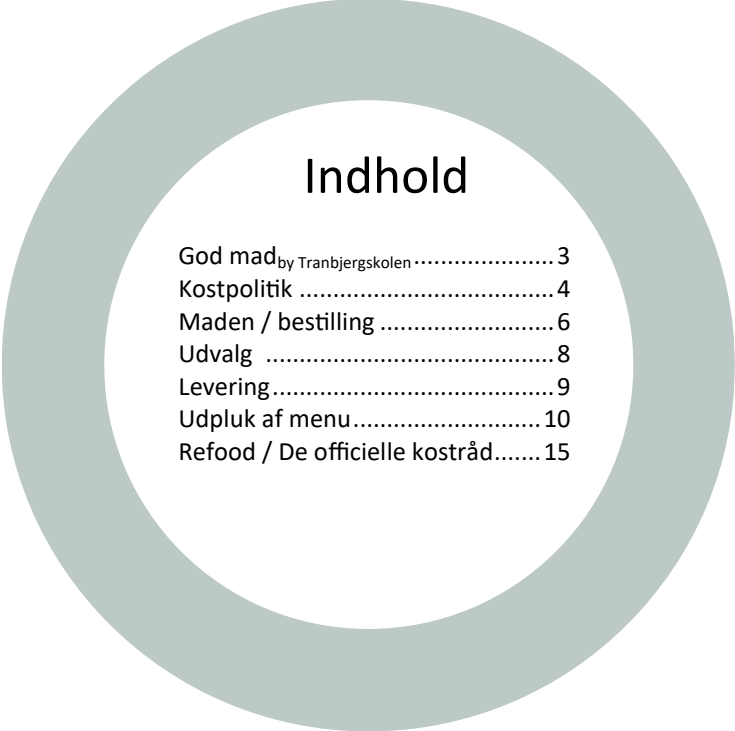 Indhold
God mad by Tranbjergskolen ..................... 3
Kostpolitik ....................................... 4
Maden / bestilling ........................... 6
Udvalg ............................................ 8
Levering ........................................... 9
Udpluk af menu ............................ 10
Refood / De officielle kostråd ....... 15